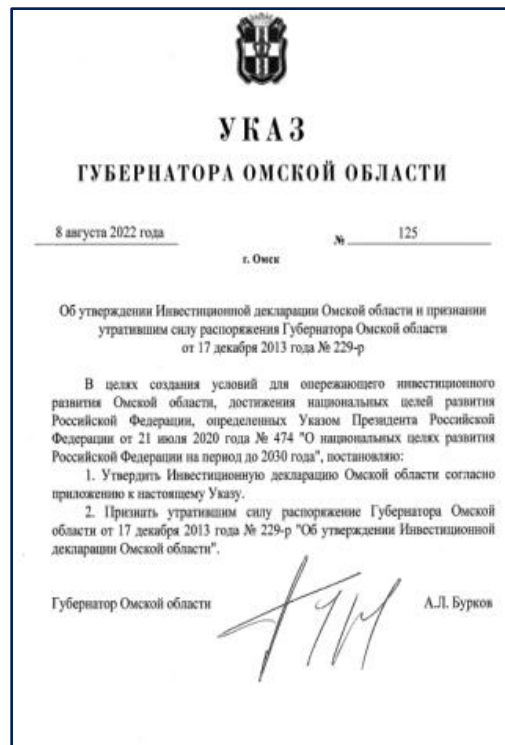 УКАЗ
ГУБЕРНАТОРА ОМСКОЙ ОБЛАСТИ
8 августа 2022 года № 125
г. Омск
Об утверждении Инвестиционной декларации Омской области и признании
утратившим силу распоряжения Губернатора Омской области
от 17 декабря 2013 года № 229-р
В целях создания условий для опережающего инвестиционного
развития Омской области, достижения национальных целей развития
Российской Федерации, определенных Указом Президента Российской
Федерации от 21 июля 2020 года № 474 "О национальных целях развития
Российской Федерации на период до 2030 года", постановляю:
1. Утвердить Инвестиционную декларацию Омской области согласно
приложению к настоящему Указу.
2. Признать утратившим силу распоряжение Губернатора Омской
области от 17 декабря 2013 года № 229-р "Об утверждении Инвестиционной
декларации Омской области".
Губернатор Омской области А.Л. Бурков